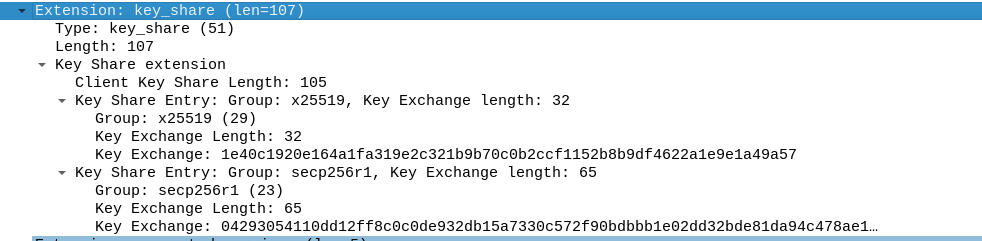 Extension: key_share (len=107)
Type: key_share (51)
Length: 107
Key Share extension
Client Key Share Length: 105
Key Share Entry: Group: x25519, Key Exchange length: 32
Group: x25519 (29)
Key Exchange Length: 32
Key Exchange: 1e40c1920e164a1fa319e2c321b9b70c0b2ccf1152b8b9df4622a1e9e1a49a57
Key Share Entry: Group: secp256r1, Key Exchange length: 65
Group: secp256r1 (23)
Key Exchange Length: 65
Key Exchange: 04293054110dd12ff8c0c0de932db15a7330c572f90bdbbb1e02dd32bde81da94c478ae1…